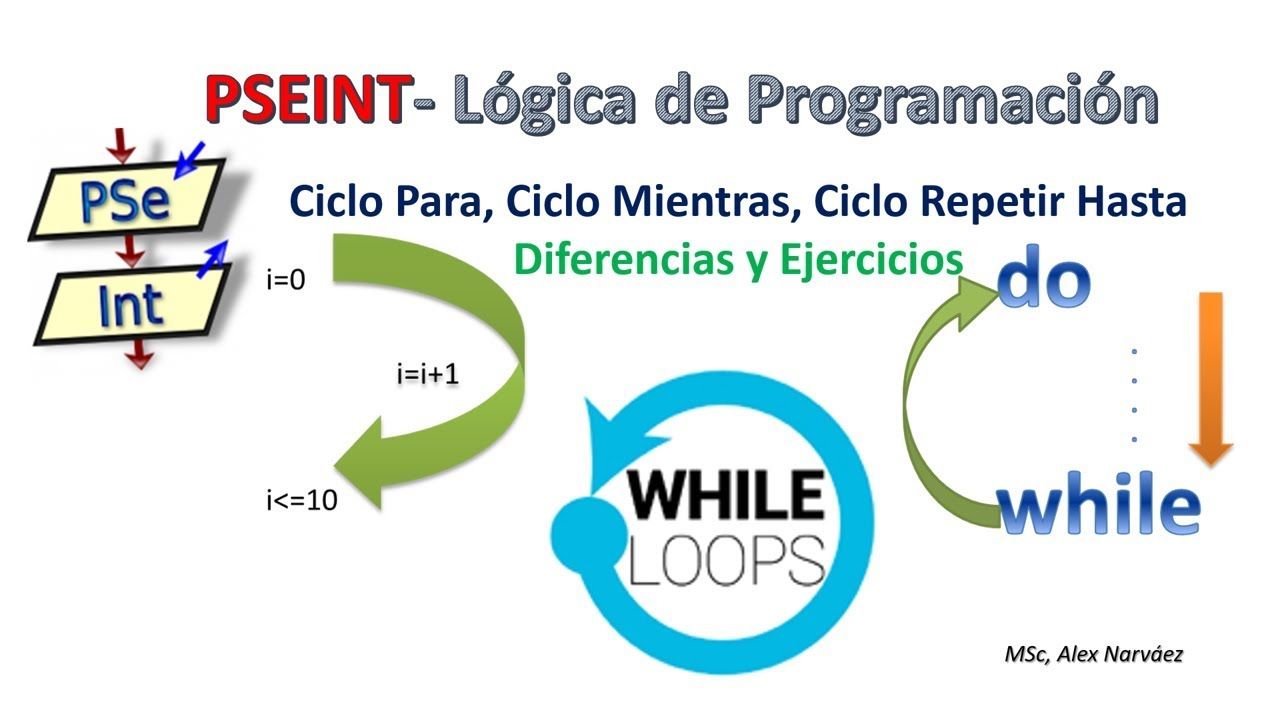 PSEINT- Lógica de Programación
PSe
Int
Ciclo Para, Ciclo Mientras, Ciclo Repetir Hasta
Diferencias y Ejercicios
i=0
i=i+1
i<=10
WHILE
LOOPS
do
while
MSc, Alex Narváez